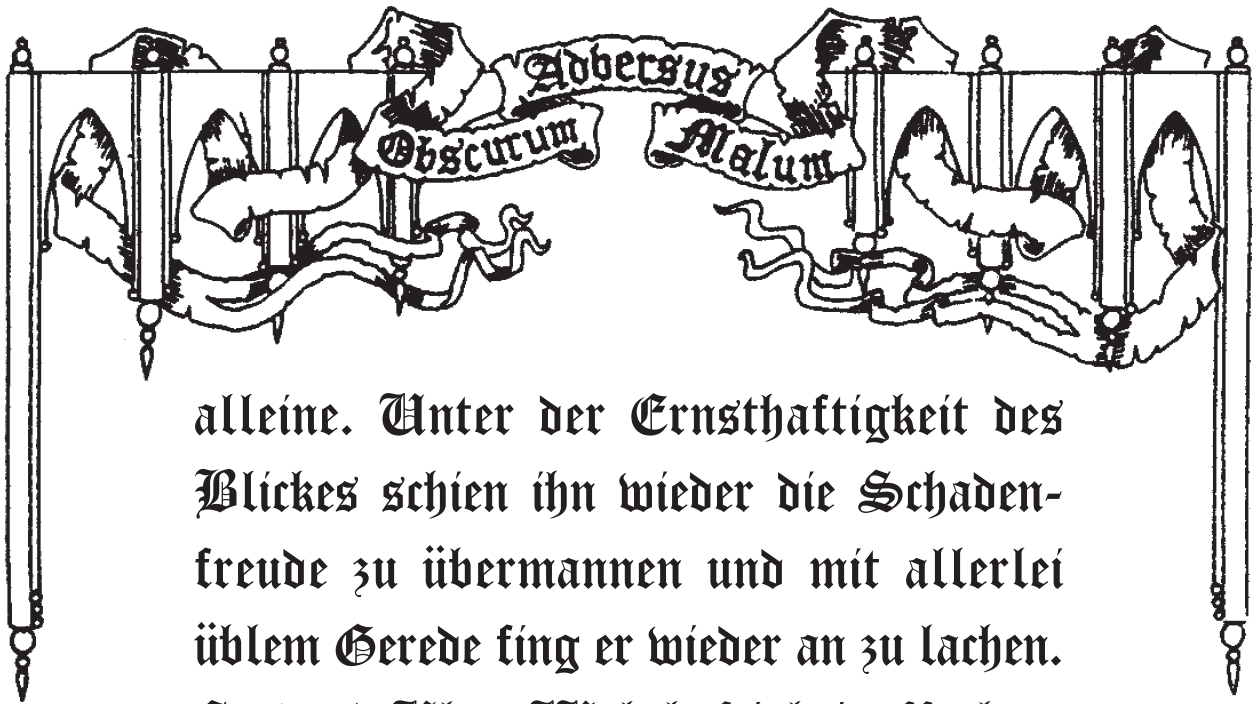 Adversus
Obscurum Malum
alleine. Unter der Ernsthaftigkeit des
Blickes schien ihn wieder die Schaden-
freude zu übermannen und mit allerlei
üblem Gerede fing er wieder an zu lachen.